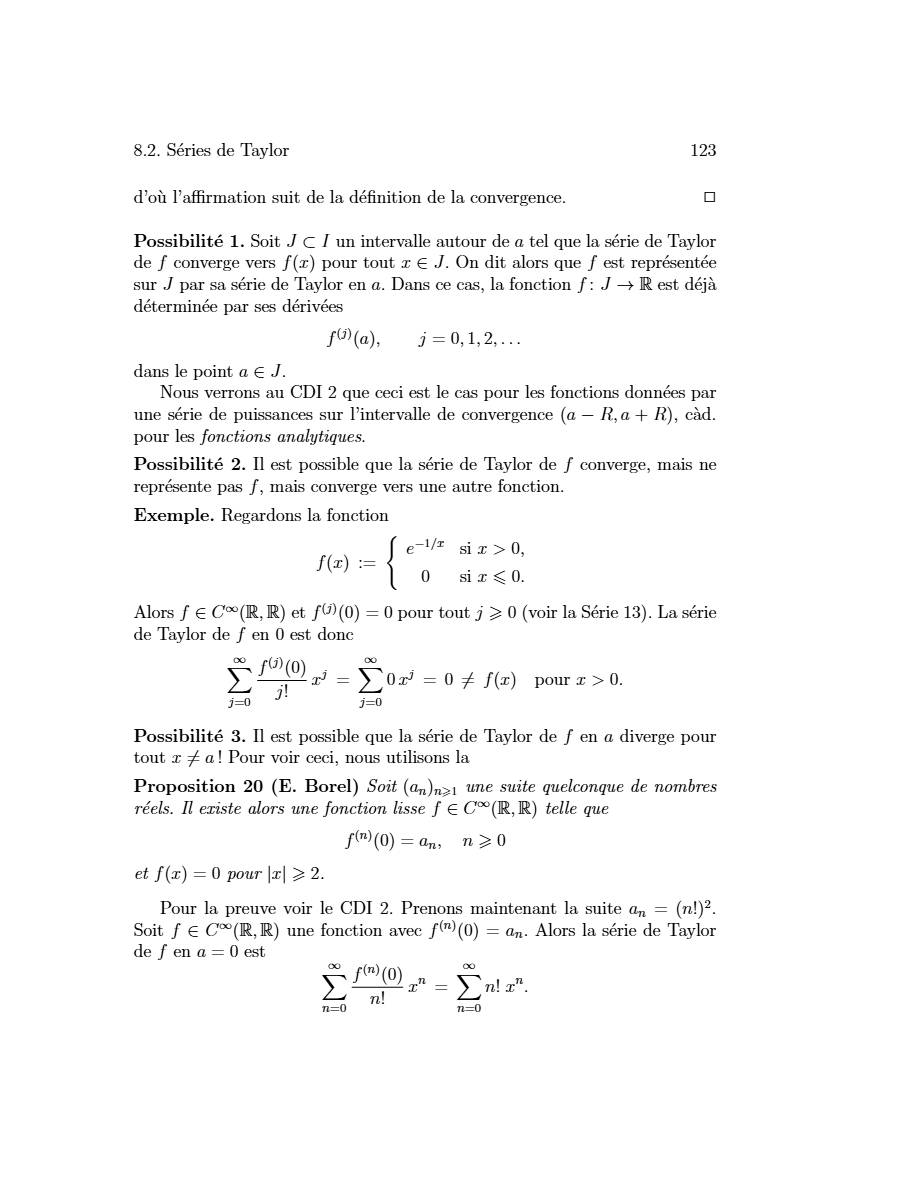 8.2. Séries de Taylor 123
d'où l'affirmation suit de la définition de la convergence. □
Possibilité 1. Soit J ⊂ I un intervalle autour de a tel que la série de Taylor
de f converge vers f(x) pour tout x ∈ J. On dit alors que f est représentée
sur J par sa série de Taylor en a. Dans ce cas, la fonction f: J → ℝ est déjà
déterminée par ses dérivées
f^{(j)}(a), j = 0, 1, 2, . . .
dans le point a ∈ J.
Nous verrons au CDI 2 que ceci est le cas pour les fonctions données par
une série de puissances sur l'intervalle de convergence (a − R, a + R), càd.
pour les fonctions analytiques.
Possibilité 2. Il est possible que la série de Taylor de f converge, mais ne
représente pas f, mais converge vers une autre fonction.
Exemple. Regardons la fonction
f(x) := { e^{−1/x} si x > 0,
0 si x ⩽ 0.
Alors f ∈ C^∞(ℝ, ℝ) et f^{(j)}(0) = 0 pour tout j ⩾ 0 (voir la Série 13). La série
de Taylor de f en 0 est donc
∑_{j=0}^{∞} \frac{f^{(j)}(0)}{j!} x^j = ∑_{j=0}^{∞} 0 x^j = 0 ≠ f(x) pour x > 0.
Possibilité 3. Il est possible que la série de Taylor de f en a diverge pour
tout x ≠ a ! Pour voir ceci, nous utilisons la
Proposition 20 (E. Borel) Soit (a_n)_{n⩾1} une suite quelconque de nombres
réels. Il existe alors une fonction lisse f ∈ C^∞(ℝ, ℝ) telle que
f^{(n)}(0) = a_n, n ⩾ 0
et f(x) = 0 pour |x| ⩾ 2.
Pour la preuve voir le CDI 2. Prenons maintenant la suite a_n = (n!)^2.
Soit f ∈ C^∞(ℝ, ℝ) une fonction avec f^{(n)}(0) = a_n. Alors la série de Taylor
de f en a = 0 est
∑_{n=0}^{∞} \frac{f^{(n)}(0)}{n!} x^n = ∑_{n=0}^{∞} n! x^n.